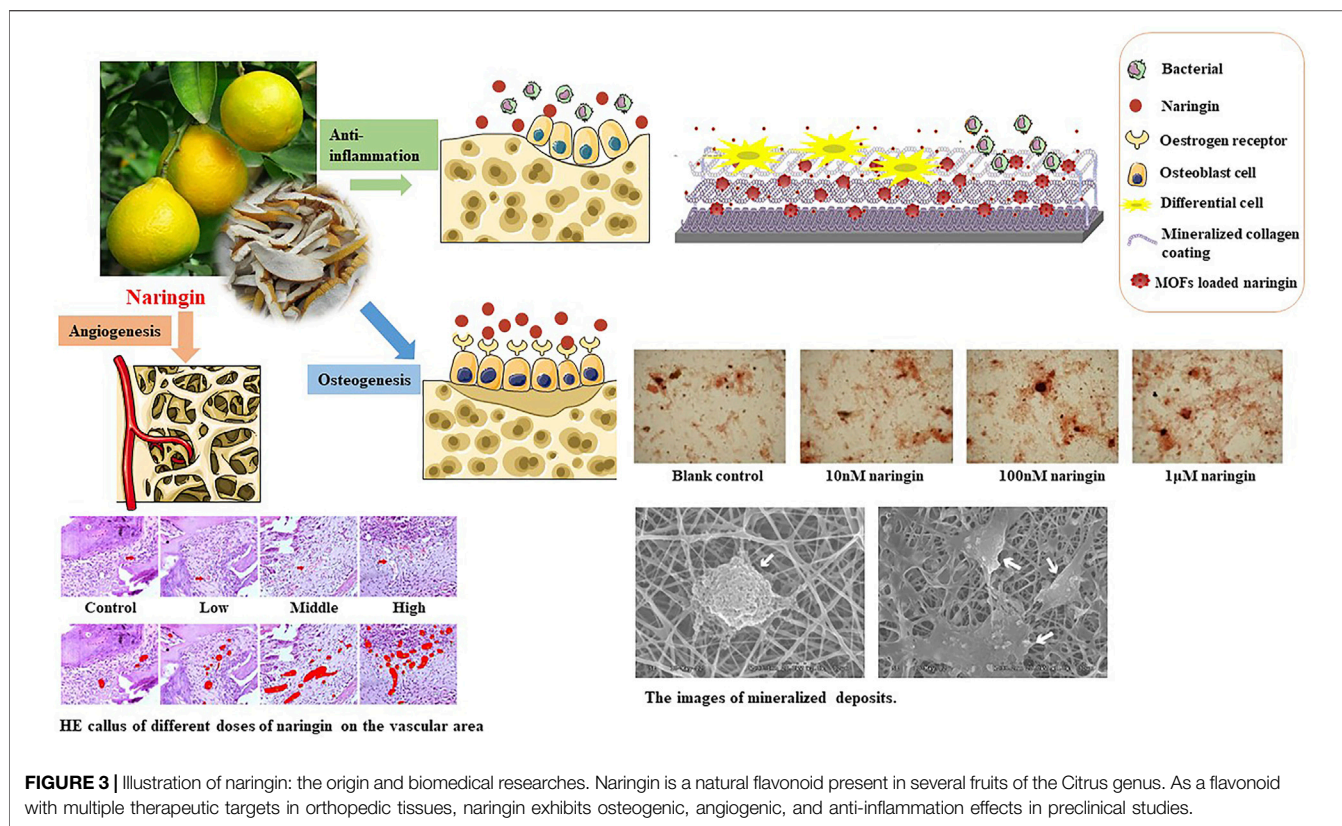 Anti-
inflammation
Naringin
Angiogenesis
Osteogenesis
Bacterial
Naringin
Oestrogen receptor
Osteoblast cell
Differential cell
Mineralized collagen
coating
MOFs loaded naringin
Blank control
10nM naringin
100nM naringin
1μM naringin
Control
Low
Middle
High
HE callus of different doses of naringin on the vascular area
The images of mineralized deposits.
FIGURE 3 | Illustration of naringin: the origin and biomedical researches. Naringin is a natural flavonoid present in several fruits of the Citrus genus. As a flavonoid
with multiple therapeutic targets in orthopedic tissues, naringin exhibits osteogenic, angiogenic, and anti-inflammation effects in preclinical studies.